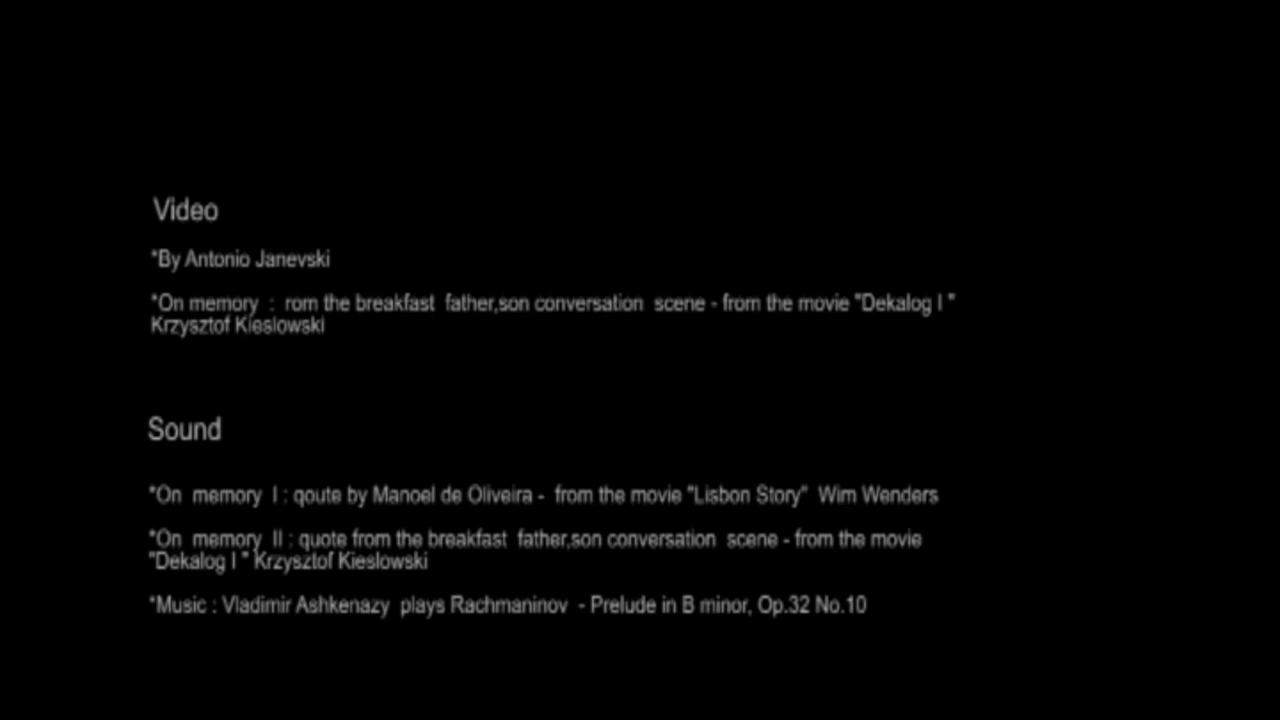 Video
*By Antonio Janevski
*On memory : rom the breakfast father,son conversation scene - from the movie "Dekalog I "
Krzysztof Kieslowski
Sound
*On memory I : qoute by Manoel de Oliveira - from the movie "Lisbon Story" Wim Wenders
*On memory II : quote from the breakfast father,son conversation scene - from the movie
"Dekalog I " Krzysztof Kieslowski
*Music : Vladimir Ashkenazy plays Rachmaninov - Prelude in B minor, Op.32 No.10